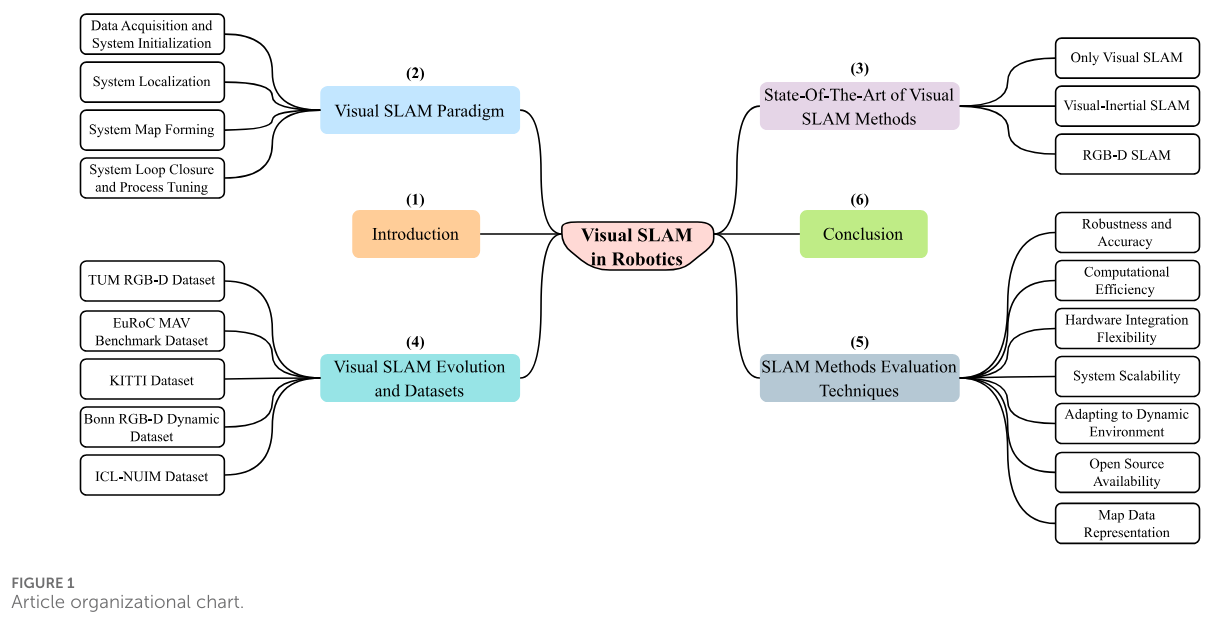 Data Acquisition and
System Initialization
System Localization
System Map Forming
System Loop Closure
and Process Tuning
(2)
Visual SLAM Paradigm
(1)
Introduction
TUM RGB-D Dataset
EuRoC MAV
Benchmark Dataset
KITTI Dataset
Bonn RGB-D Dynamic
Dataset
ICL-NUIM Dataset
(4)
Visual SLAM Evolution
and Datasets
Visual SLAM
in Robotics
(3)
State-Of-The-Art of Visual
SLAM Methods
Only Visual SLAM
Visual-Inertial SLAM
RGB-D SLAM
(6)
Conclusion
(5)
SLAM Methods Evaluation
Techniques
Robustness and
Accuracy
Computational
Efficiency
Hardware Integration
Flexibility
System Scalability
Adapting to Dynamic
Environment
Open Source
Availability
Map Data
Representation
FIGURE 1
Article organizational chart.